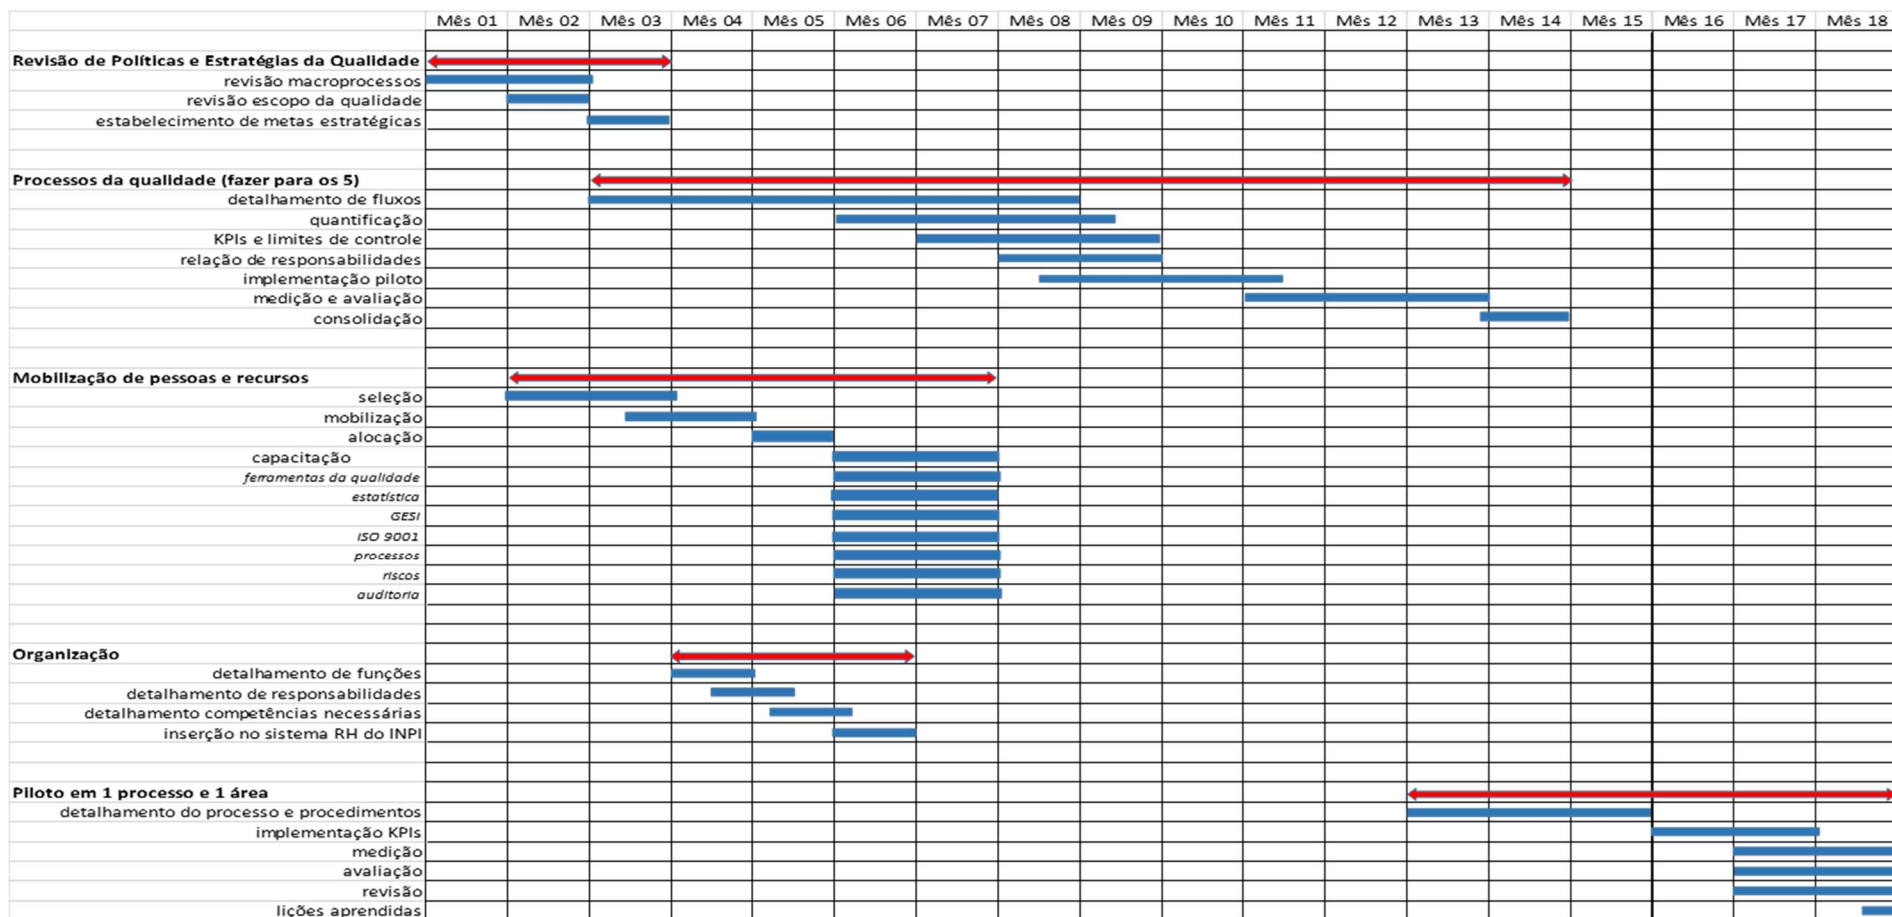 Mês 01 Mês 02 Mês 03 Mês 04 Mês 05 Mês 06 Mês 07 Mês 08 Mês 09 Mês 10 Mês 11 Mês 12 Mês 13 Mês 14 Mês 15 Mês 16 Mês 17 Mês 18
Revisão de Políticas e Estratégias da Qualidade
revisão macroprocessos
revisão escopo da qualidade
estabelecimento de metas estratégicas
Processos da qualidade (fazer para os 5)
detalhamento de fluxos
quantificação
KPIs e limites de controle
relação de responsabilidades
implementação piloto
medição e avaliação
consolidação
Mobilização de pessoas e recursos
seleção
mobilização
alocação
capacitação
ferramentas da qualidade
estatística
GESI
ISO 9001
processos
riscos
auditoria
Organização
detalhamento de funções
detalhamento de responsabilidades
detalhamento competências necessárias
inserção no sistema RH do INPI
Piloto em 1 processo e 1 área
detalhamento do processo e procedimentos
implementação KPIs
medição
avaliação
revisão
lições aprendidas